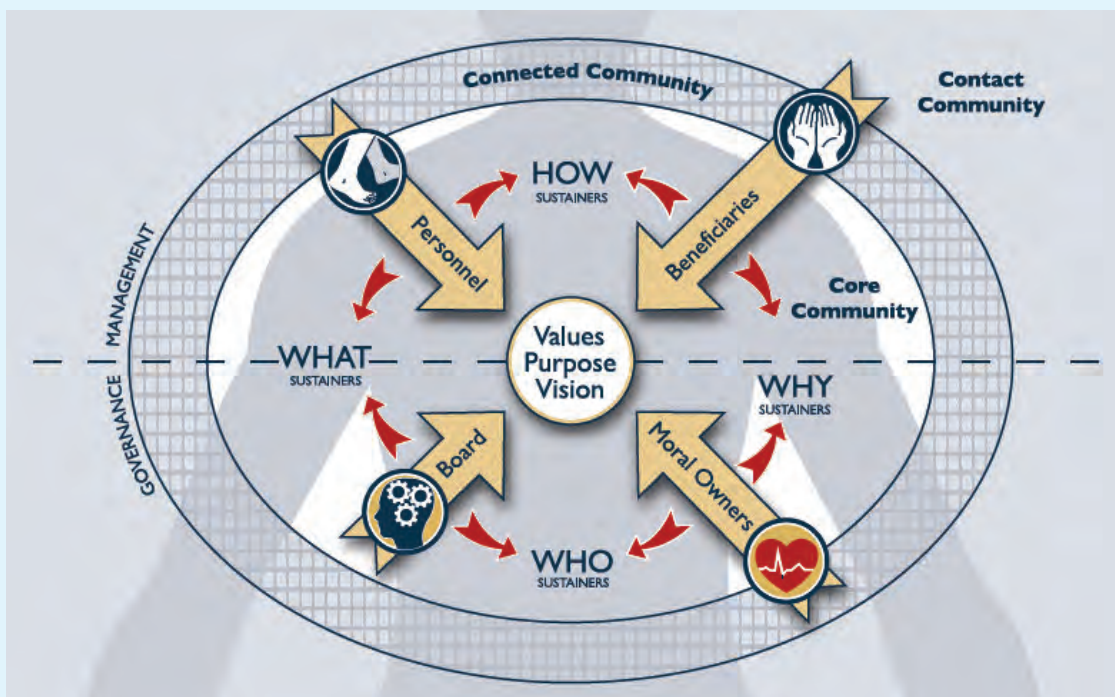 Connected Community
Contact
Community
HOW
SUSTAINERS
Personnel
Beneficiaries
Core
Community
MANAGEMENT
GOVERNANCE
WHAT
SUSTAINERS
Values
Purpose
Vision
WHY
SUSTAINERS
Board
Moral Owners
WHO
SUSTAINERS